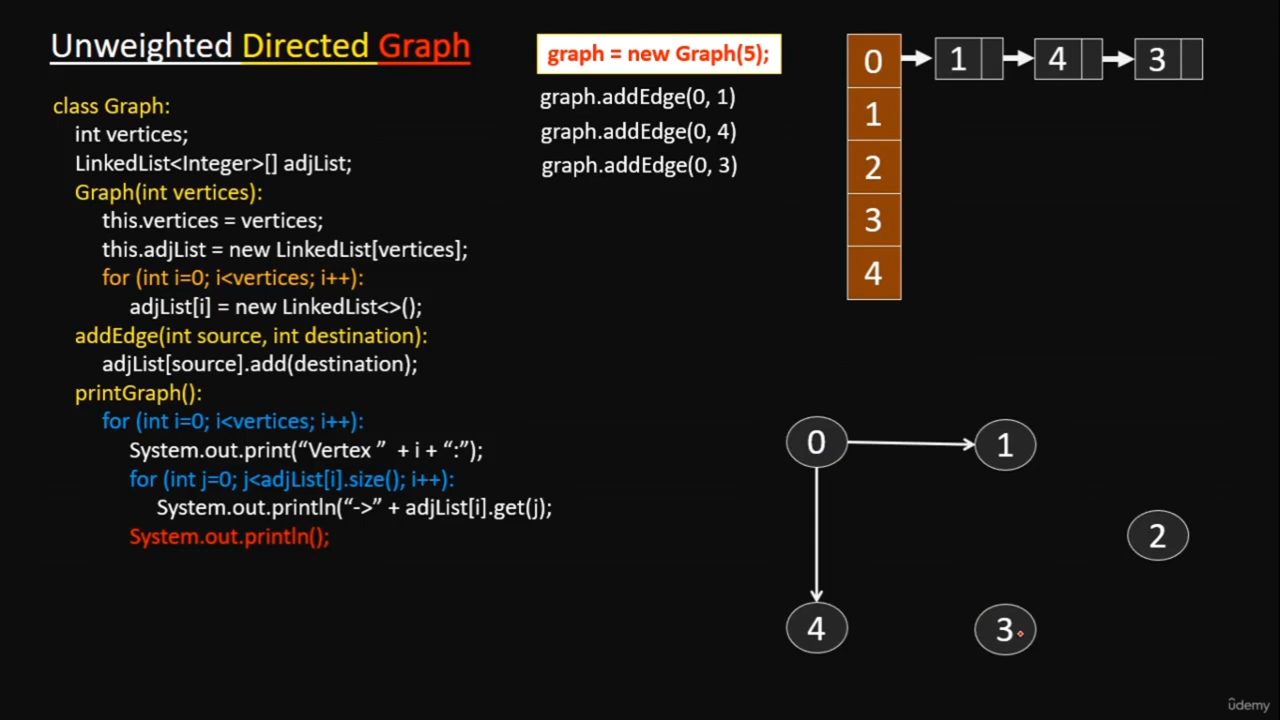 Unweighted Directed Graph
class Graph:
int vertices;
LinkedList<Integer>[] adjList;
Graph(int vertices):
this.vertices = vertices;
this.adjList = new LinkedList[vertices];
for (int i=0; i<vertices; i++):
adjList[i] = new LinkedList<>();
addEdge(int source, int destination):
adjList[source].add(destination);
printGraph():
for (int i=0; i<vertices; i++):
System.out.print(“Vertex ” + i + “:”);
for (int j=0; j<adjList[i].size(); i++):
System.out.println(“->” + adjList[i].get(j);
System.out.println();
graph = new Graph(5);
graph.addEdge(0, 1)
graph.addEdge(0, 4)
graph.addEdge(0, 3)
0 1 4 3
1
2
3
4
0 1
2
4 3
ûdemy